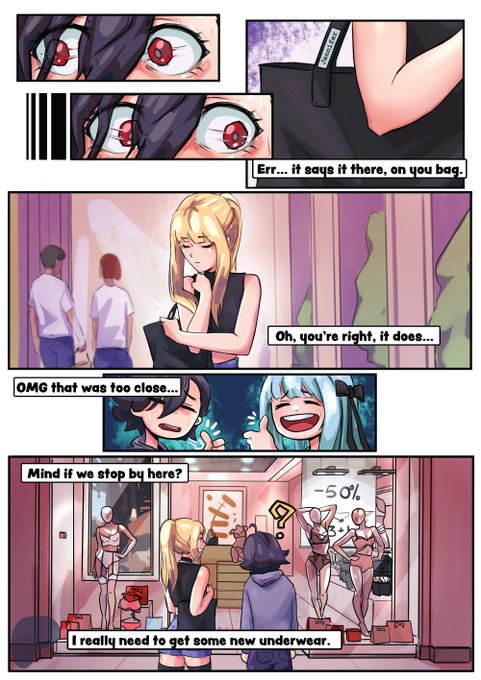 Jennifer
Err... it says it there, on you bag.
Oh, you're right, it does...
OMG that was too close...
Mind if we stop by here?
-50%
?
I really need to get some new underwear.